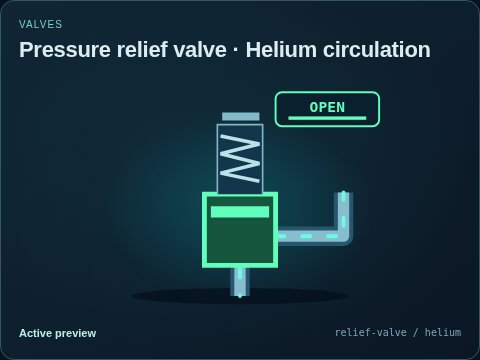 VALVES
Pressure relief valve · Helium circulation
OPEN
Active preview
relief-valve / helium